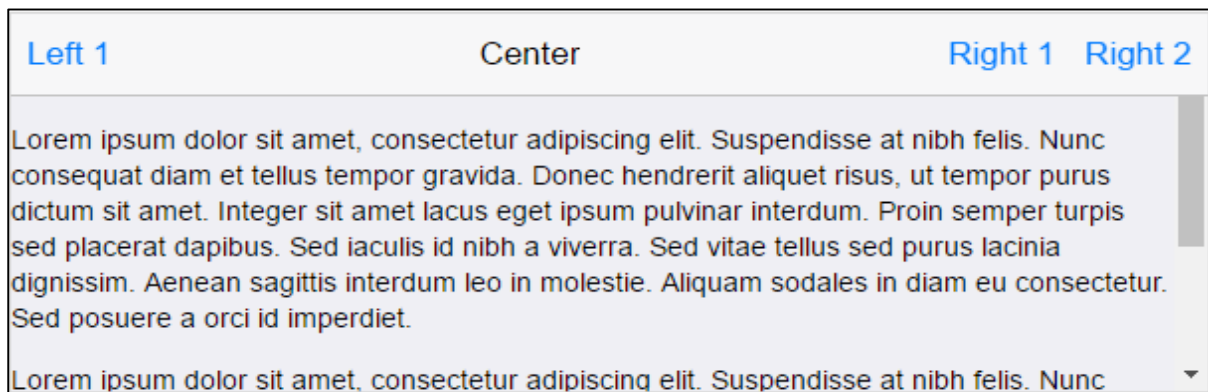 Left 1 Center Right 1 Right 2
Lorem ipsum dolor sit amet, consectetur adipiscing elit. Suspendisse at nibh felis. Nunc
consequat diam et tellus tempor gravida. Donec hendrerit aliquet risus, ut tempor purus
dictum sit amet. Integer sit amet lacus eget ipsum pulvinar interdum. Proin semper turpis
sed placerat dapibus. Sed iaculis id nibh a viverra. Sed vitae tellus sed purus lacinia
dignissim. Aenean sagittis interdum leo in molestie. Aliquam sodales in diam eu consectetur.
Sed posuere a orci id imperdiet.
Lorem ipsum dolor sit amet, consectetur adipiscing elit. Suspendisse at nibh felis. Nunc